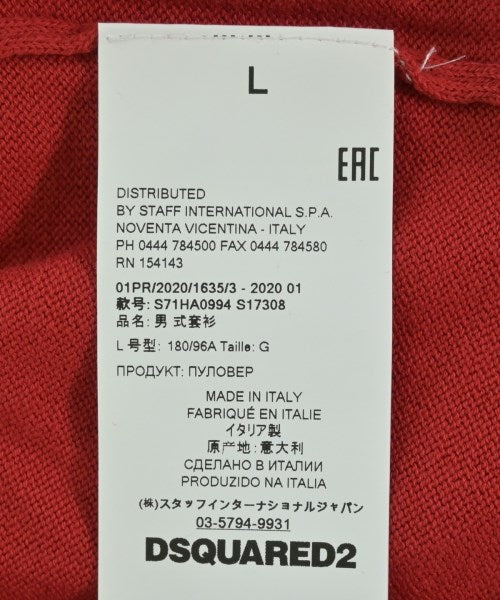 L
EAC
DISTRIBUTED
BY STAFF INTERNATIONAL S.P.A.
NOVENTA VICENTINA - ITALY
PH 0444 784500 FAX 0444 784580
RN 154143
01PR/2020/1635/3 - 2020 01
款号: S71HA0994 S17308
品名: 男 式套衫
L 号型: 180/96A Taille: G
ПРОДУКТ: ПУЛОВЕР
MADE IN ITALY
FABRIQUÉ EN ITALIE
イタリア製
原产地: 意大利
СДЕЛАНО В ИТАЛИИ
PRODUZIDO NA ITALIA
(株)スタッフインターナショナルジャパン
03-5794-9931
DSQUARED2